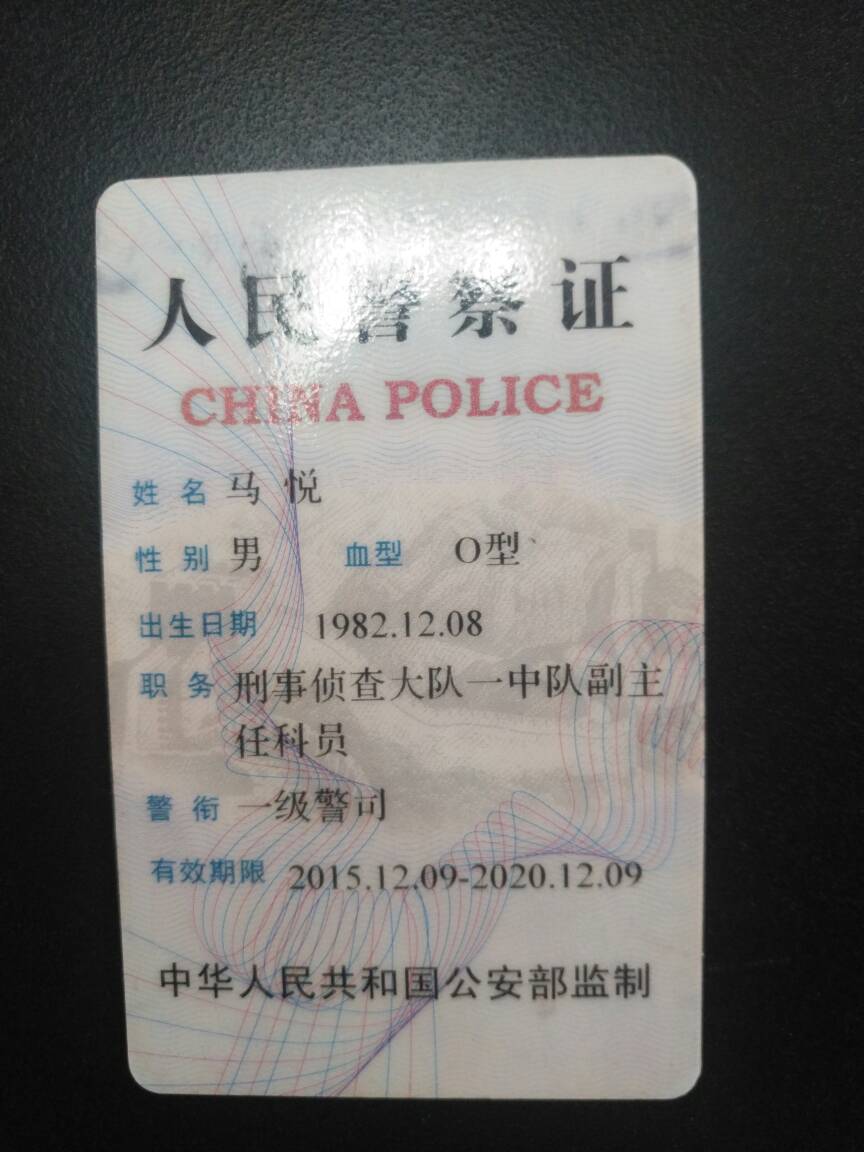 人民警察证
CHINA POLICE
姓名 马悦
性别 男 血型 O型
出生日期 1982.12.08
职务 刑事侦查大队一中队副主
任科员
警衔 一级警司
有效期限 2015.12.09-2020.12.09
中华人民共和国公安部监制